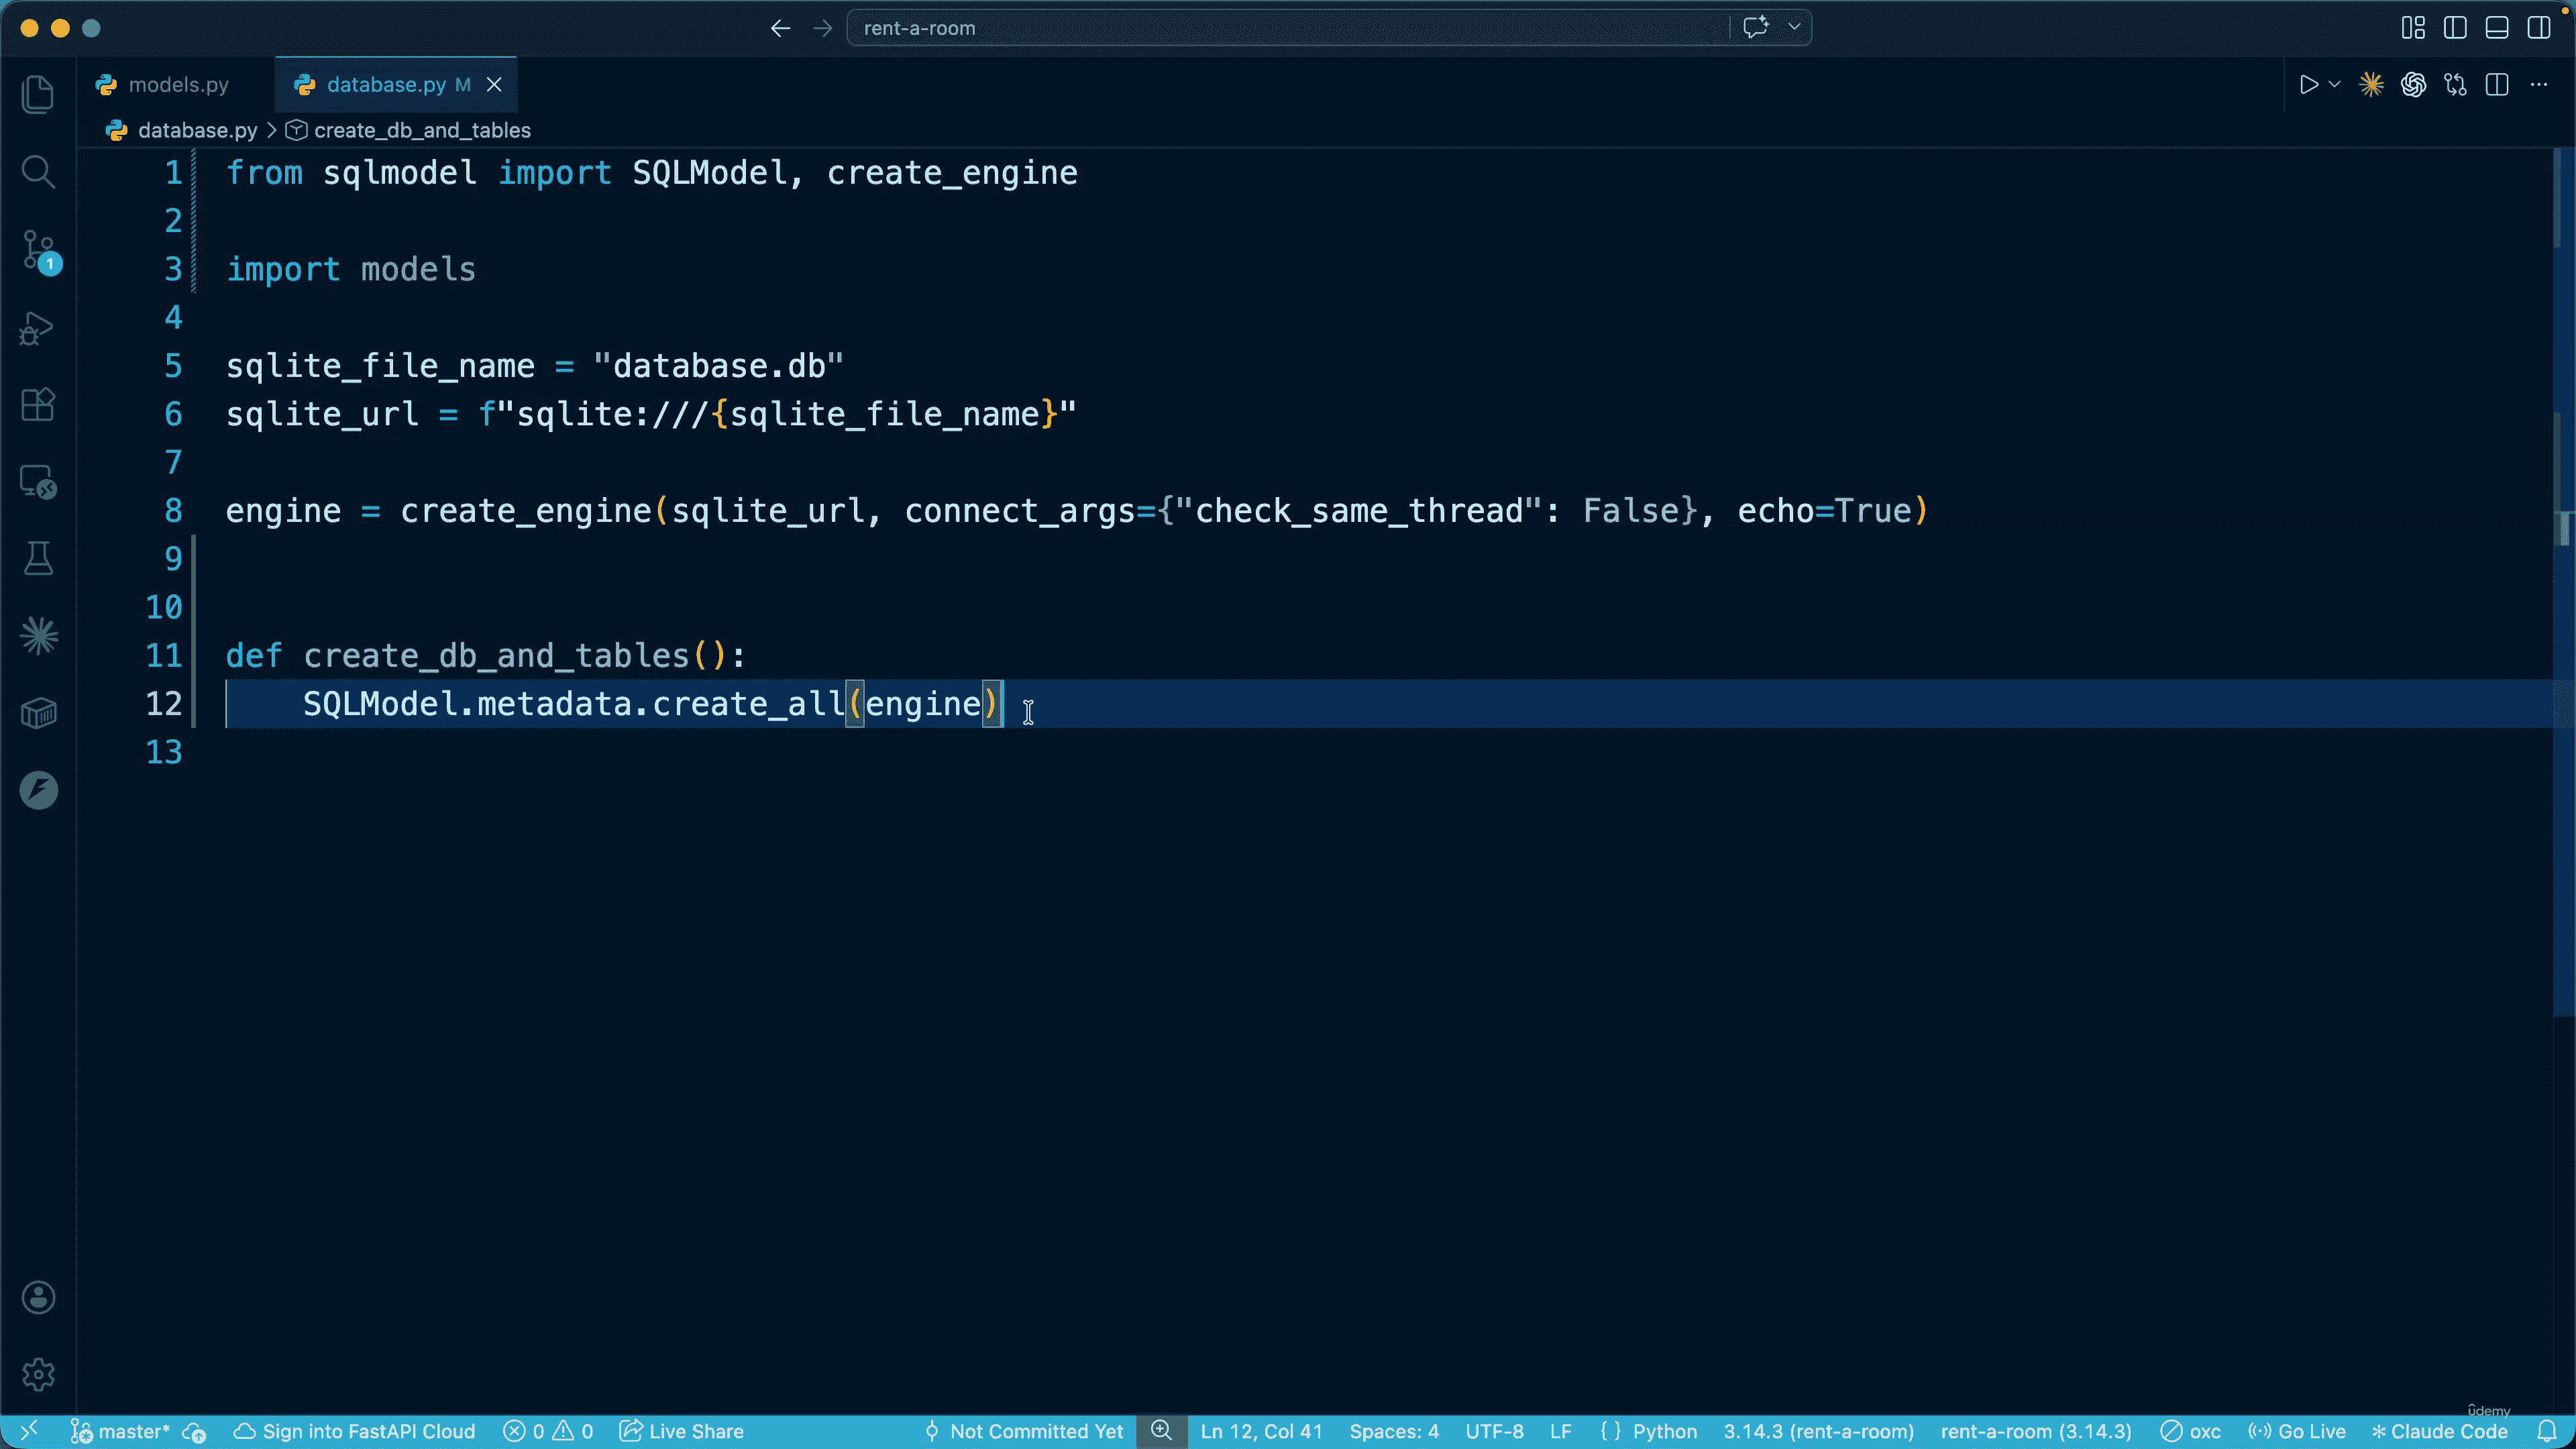 rent-a-room
models.py
database.py M
database.py > create_db_and_tables
1 from sqlmodel import SQLModel, create_engine
2
3 import models
4
5 sqlite_file_name = "database.db"
6 sqlite_url = f"sqlite:///{sqlite_file_name}"
7
8 engine = create_engine(sqlite_url, connect_args={"check_same_thread": False}, echo=True)
9
10
11 def create_db_and_tables():
12     SQLModel.metadata.create_all(engine)
13
1
ûdemy
master* Sign into FastAPI Cloud 0 0 Live Share Not Committed Yet Ln 12, Col 41 Spaces: 4 UTF-8 LF { } Python 3.14.3 (rent-a-room) rent-a-room (3.14.3) oxc Go Live Claude Code